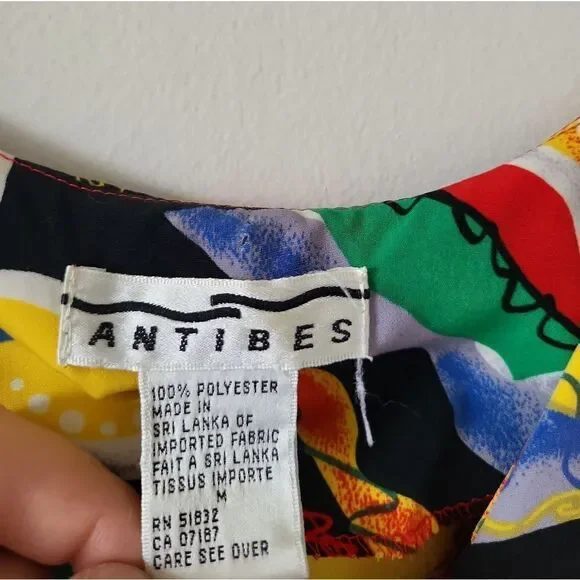 ANTIBES
100% POLYESTER
MADE IN
SRI LANKA OF
IMPORTED FABRIC
FAIT A SRI LANKA
TISSUS IMPORTE
M
RN 51832
CA 07187
CARE SEE OVER